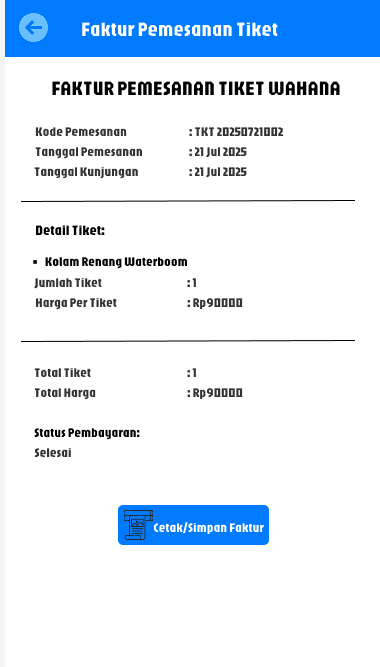 Faktur Pemesanan Tiket
FAKTUR PEMESANAN TIKET WAHANA
Kode Pemesanan : TKT 20250721002
Tanggal Pemesanan : 21 Jul 2025
Tanggal Kunjungan : 21 Jul 2025
Detail Tiket:
▪ Kolam Renang Waterboom
Jumlah Tiket : 1
Harga Per Tiket : Rp90000
Total Tiket : 1
Total Harga : Rp90000
Status Pembayaran:
Selesai
Cetak/Simpan Faktur